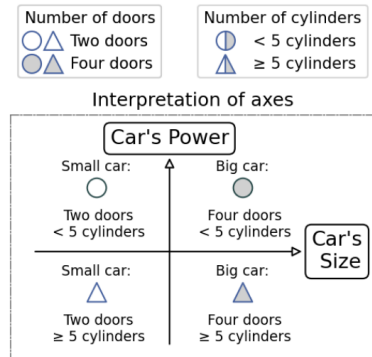 Number of doors
Two doors
Four doors
Number of cylinders
< 5 cylinders
≥ 5 cylinders
Interpretation of axes
Car's Power
Small car:
Two doors
< 5 cylinders
Big car:
Four doors
< 5 cylinders
Car's
Size
Small car:
Two doors
≥ 5 cylinders
Big car:
Four doors
≥ 5 cylinders